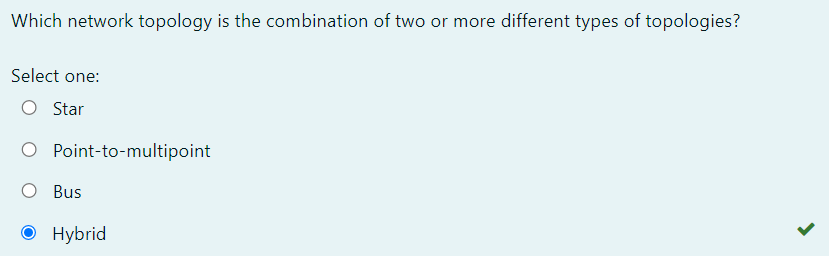 Which network topology is the combination of two or more different types of topologies?
Select one:
Star
Point-to-multipoint
Bus
Hybrid